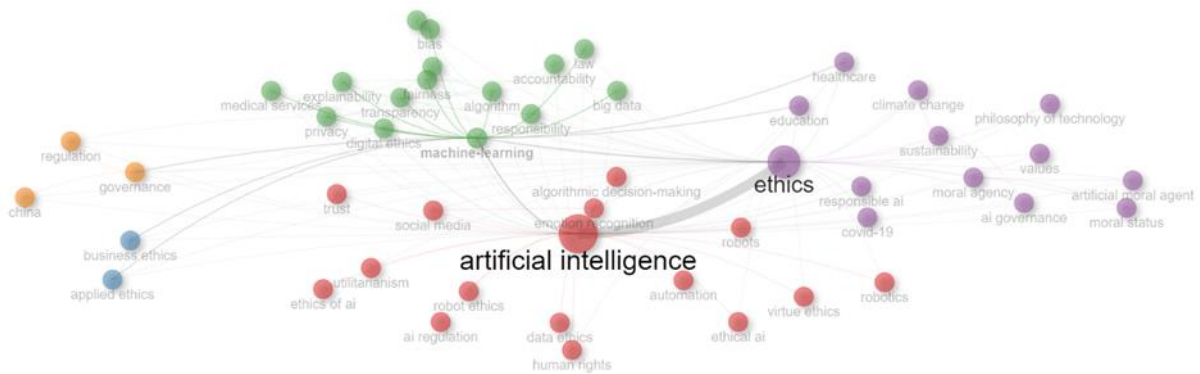 bias
law
accountability
healthcare
explainability
fairness
medical services
transparency
algorithm
big data
climate change
privacy
responsibility
education
philosophy of technology
digital ethics
regulation
machine-learning
sustainability
values
governance
ethics
algorithmic decision-making
moral agency
artificial moral agent
china
trust
responsible ai
ai governance
moral status
social media
emotion recognition
covid-19
robots
business ethics
artificial intelligence
applied ethics
utilitarianism
automation
robotics
ethics of ai
robot ethics
virtue ethics
ai regulation
data ethics
ethical ai
human rights